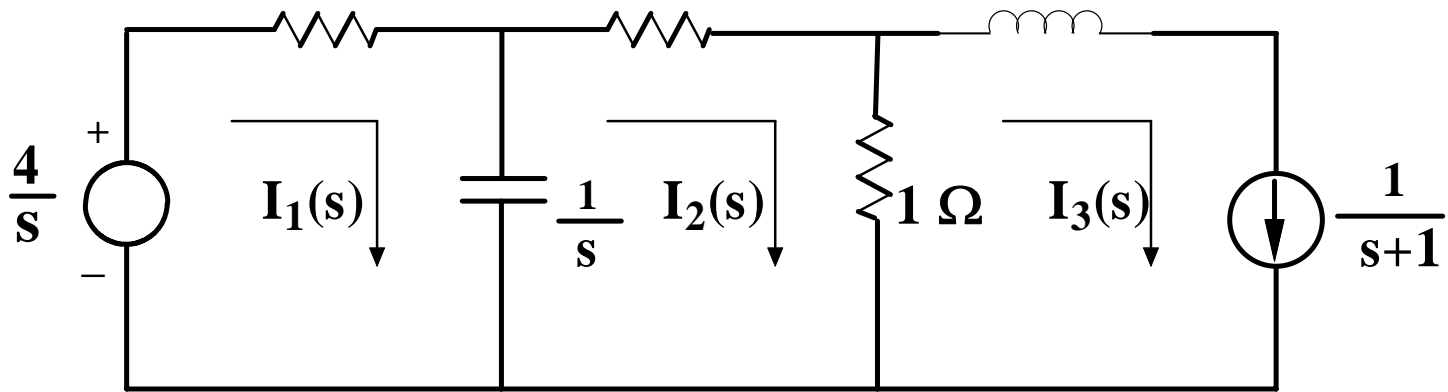 +
4/s
−
I₁(s)
1/s
I₂(s)
1 Ω
I₃(s)
1/(s+1)